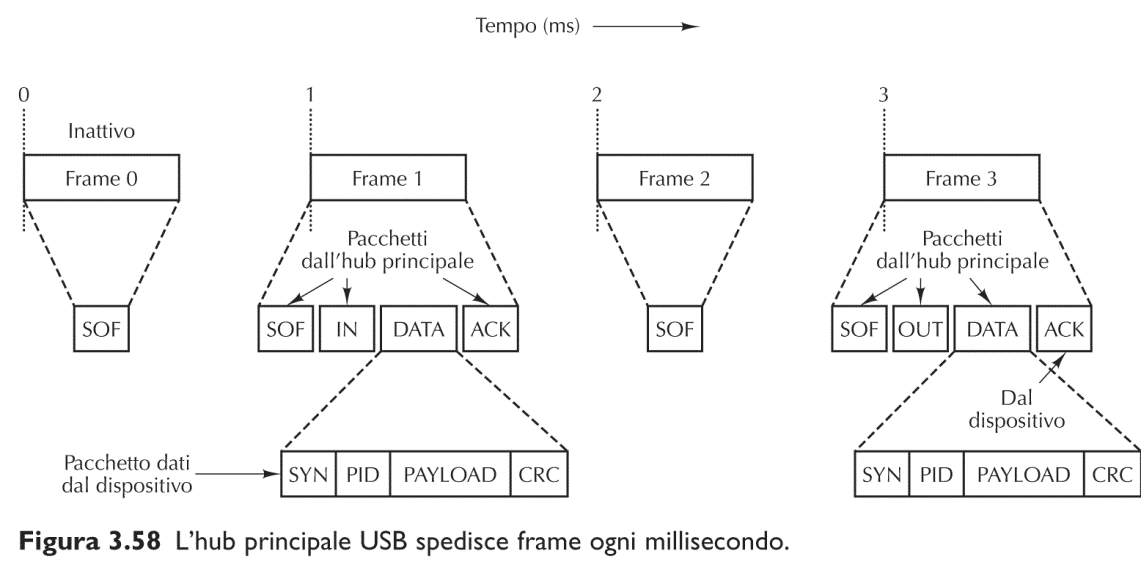 Tempo (ms)
0 1 2 3
Inattivo
Frame 0 Frame 1 Frame 2 Frame 3
Pacchetti
dall'hub principale
Pacchetti
dall'hub principale
SOF SOF IN DATA ACK SOF SOF OUT DATA ACK
Dal
dispositivo
Pacchetto dati
dal dispositivo
SYN PID PAYLOAD CRC SYN PID PAYLOAD CRC
Figura 3.58 L'hub principale USB spedisce frame ogni millisecondo.